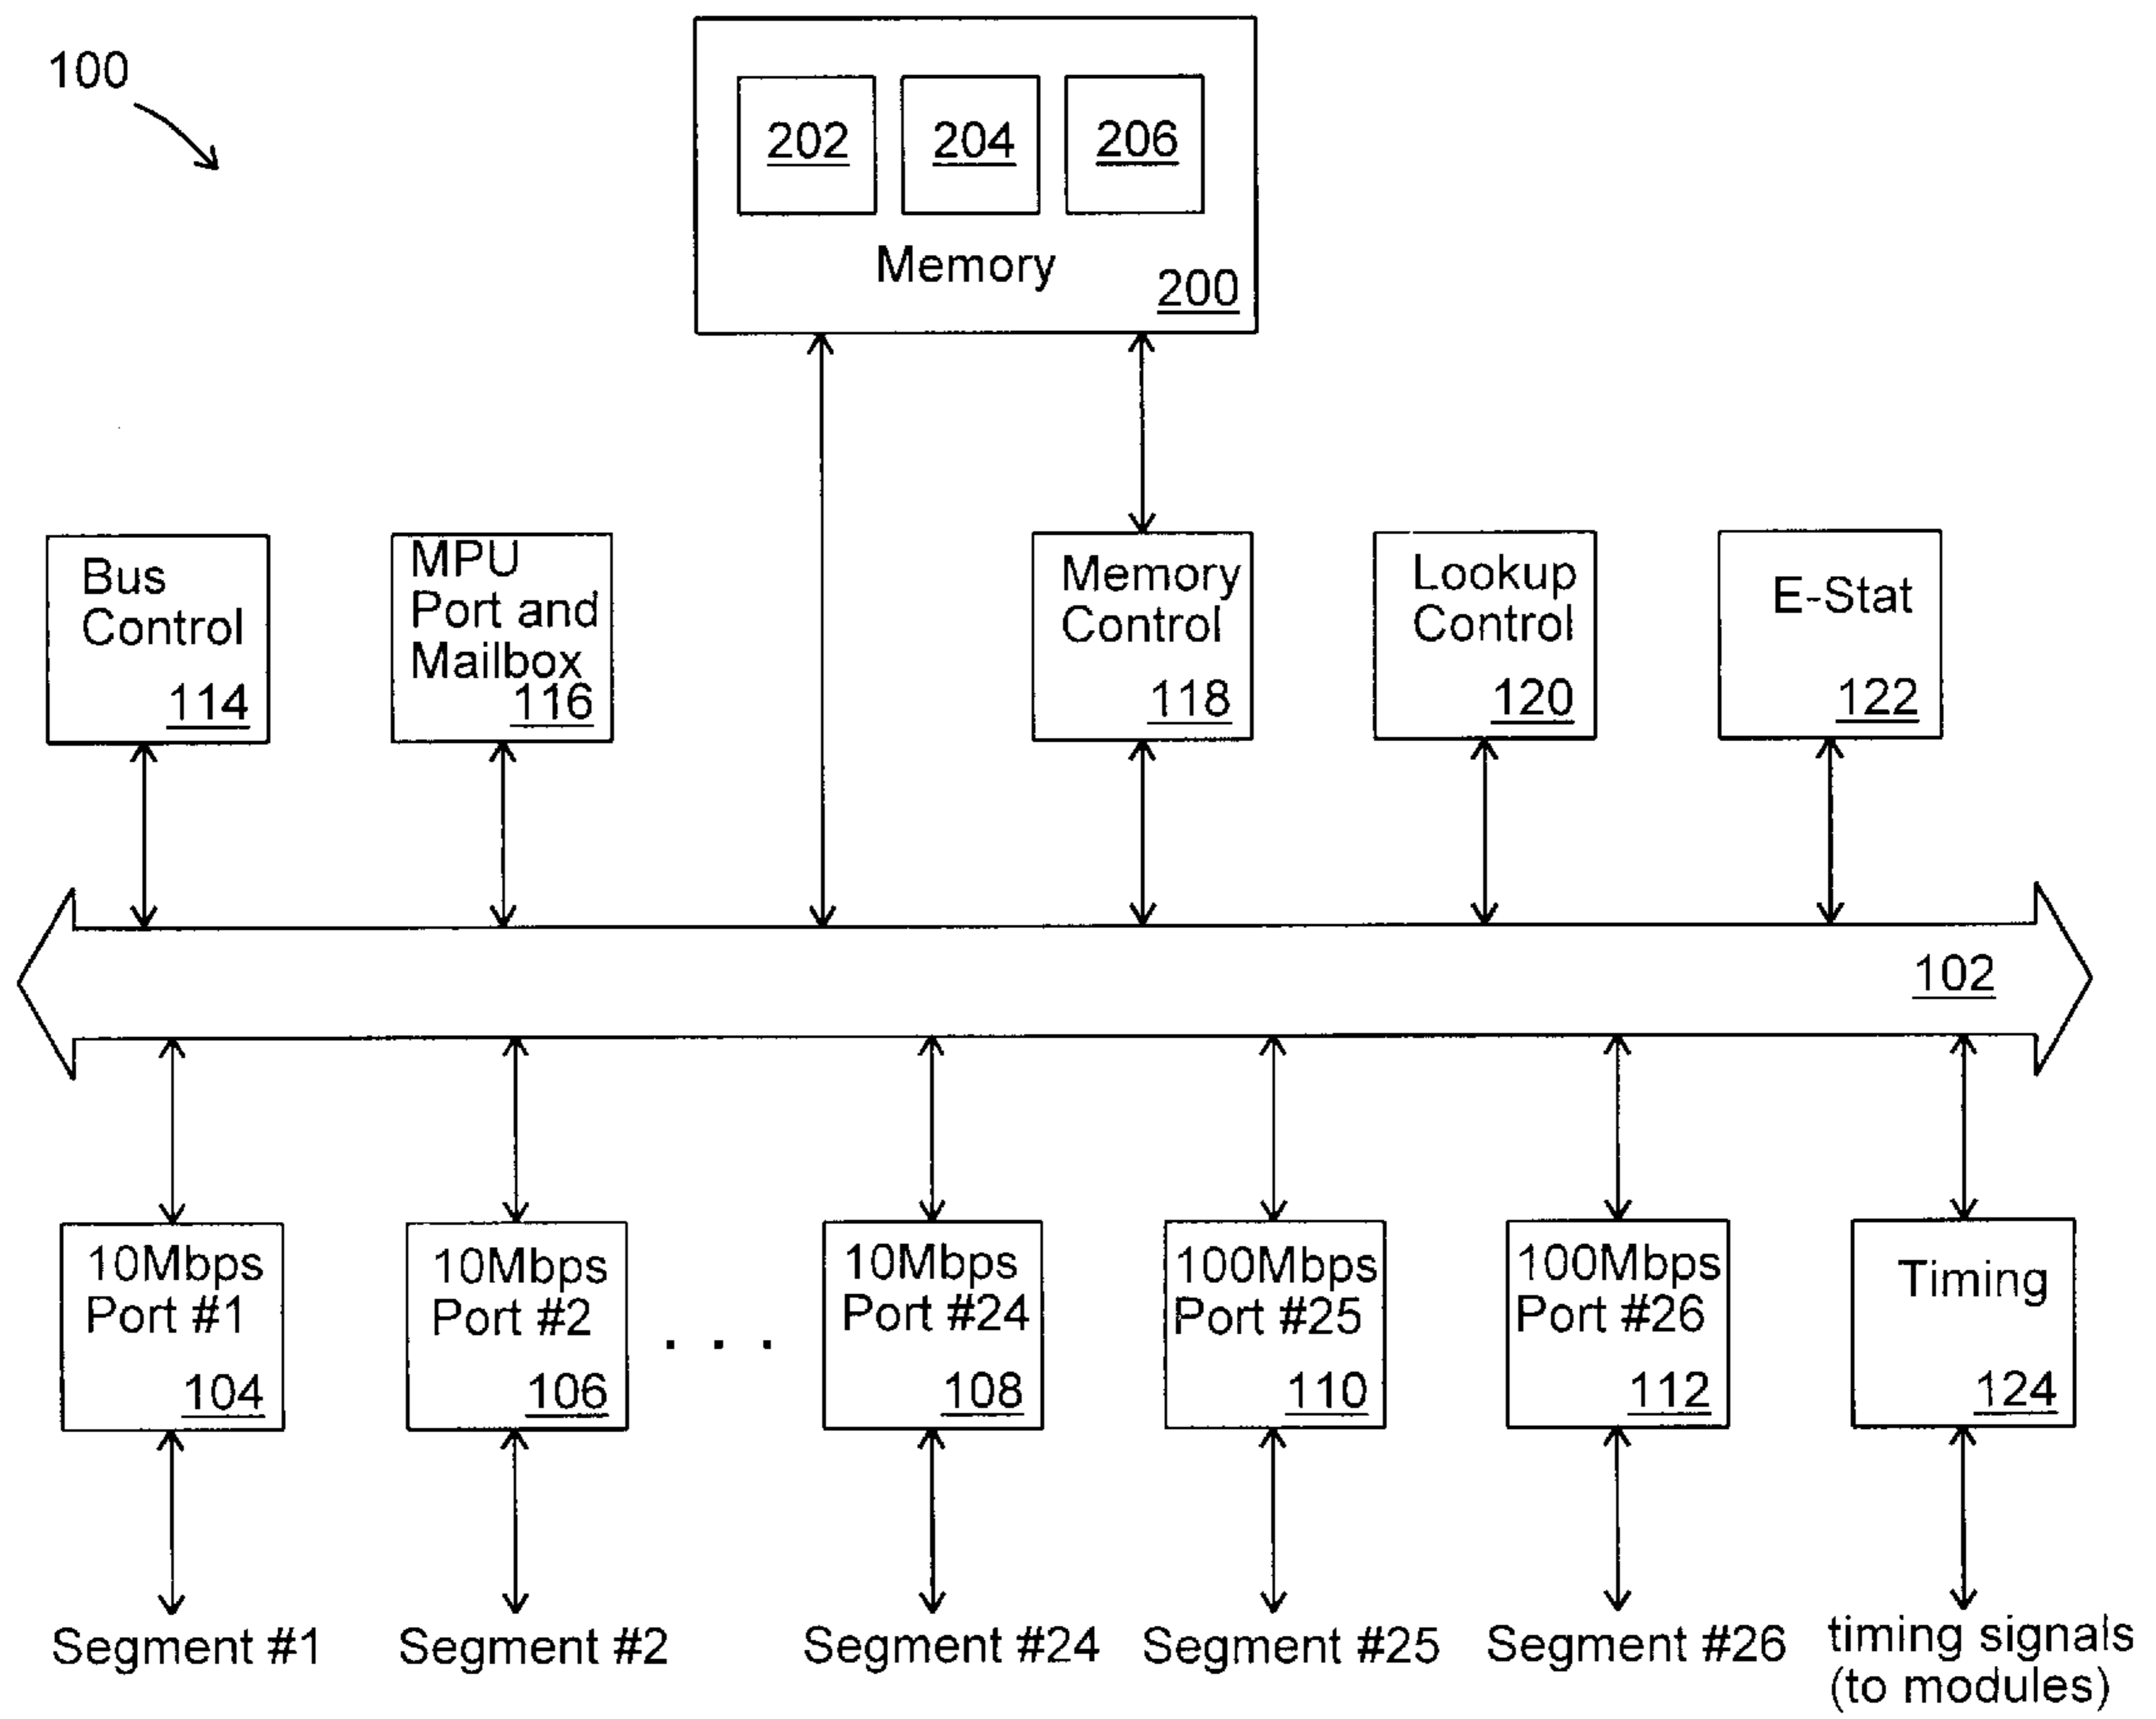 100
202
204
206
Memory
200
Bus
Control
114
MPU
Port and
Mailbox
116
Memory
Control
118
Lookup
Control
120
E-Stat
122
102
10Mbps
Port #1
104
10Mbps
Port #2
106
. . .
10Mbps
Port #24
108
100Mbps
Port #25
110
100Mbps
Port #26
112
Timing
124
Segment #1
Segment #2
Segment #24
Segment #25
Segment #26
timing signals
(to modules)